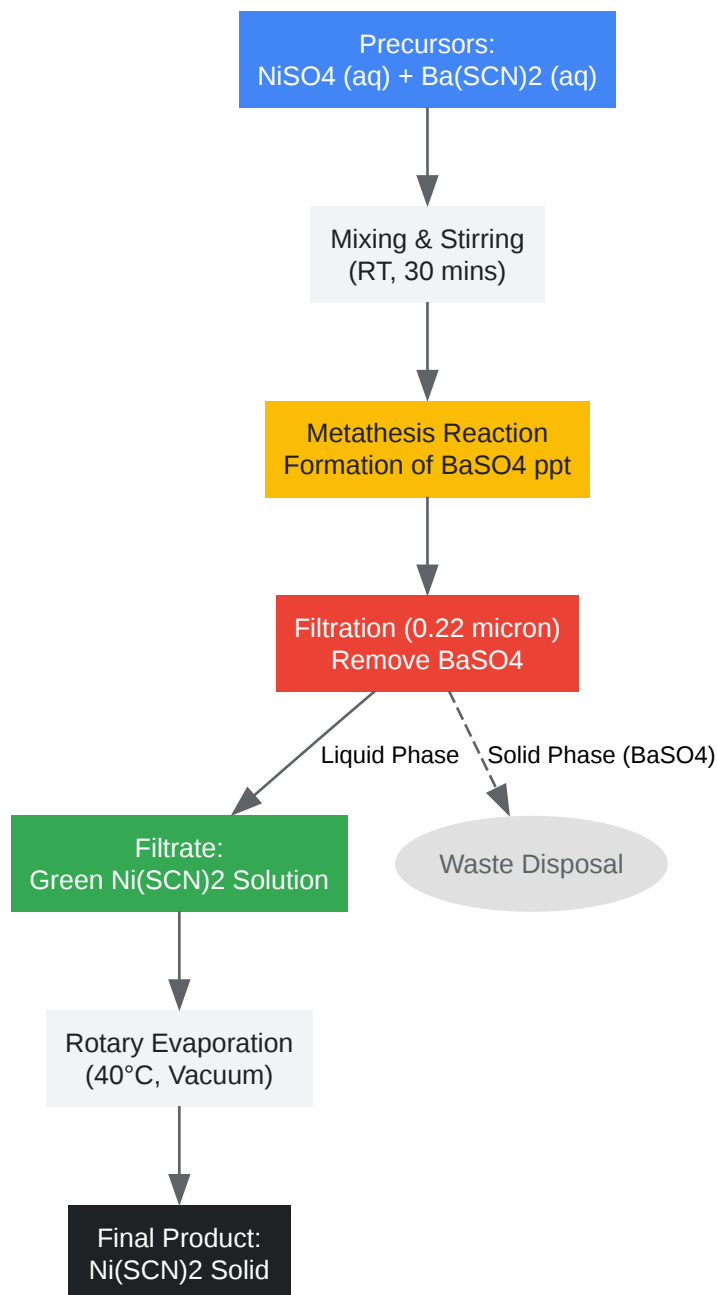 Precursors:
NiSO4 (aq) + Ba(SCN)2 (aq)
Mixing & Stirring
(RT, 30 mins)
Metathesis Reaction
Formation of BaSO4 ppt
Filtration (0.22 micron)
Remove BaSO4
Liquid Phase
Solid Phase (BaSO4)
Filtrate:
Green Ni(SCN)2 Solution
Waste Disposal
Rotary Evaporation
(40°C, Vacuum)
Final Product:
Ni(SCN)2 Solid